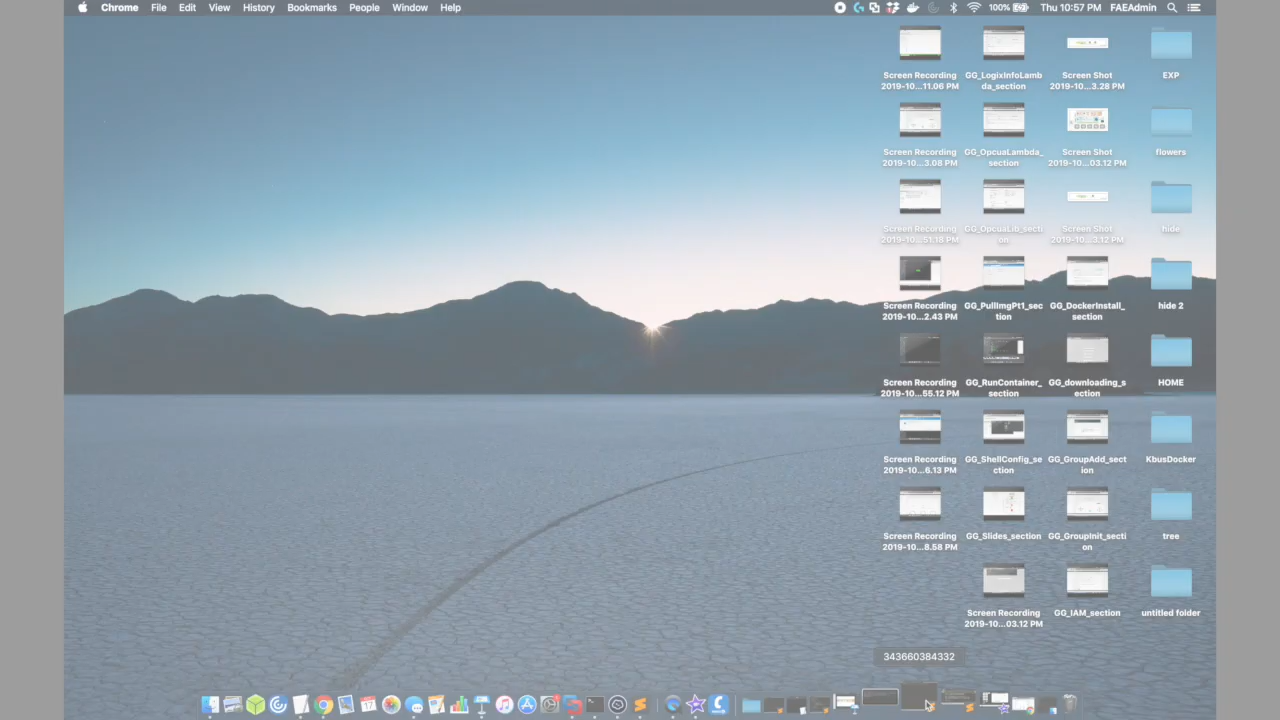 Chrome File Edit View History Bookmarks People Window Help
100% Thu 10:57 PM FAEAdmin
Screen Recording
2019-10...11.06 PM
GG_LogixInfoLamb
da_section
Screen Shot
2019-10...3.28 PM
EXP
Screen Recording
2019-10...3.08 PM
GG_OpcuaLambda_
section
Screen Shot
2019-10...03.12 PM
flowers
Screen Recording
2019-10...51.18 PM
GG_OpcuaLib_secti
on
Screen Shot
2019-10...3.12 PM
hide
Screen Recording
2019-10...2.43 PM
GG_PullImgPt1_sec
tion
GG_DockerInstall_
section
hide 2
Screen Recording
2019-10...55.12 PM
GG_RunContainer_
section
GG_downloading_s
ection
HOME
Screen Recording
2019-10...6.13 PM
GG_ShellConfig_se
ction
GG_GroupAdd_sect
ion
KbusDocker
Screen Recording
2019-10...8.58 PM
GG_Slides_section
GG_GroupInit_secti
on
tree
Screen Recording
2019-10...03.12 PM
GG_IAM_section
untitled folder
343660384332